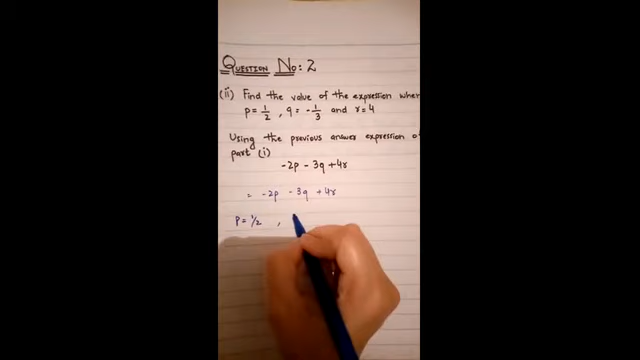 QUESTION No: 2
(ii) Find the value of the expression when
p = 1/2 , q = -1/3 and r = 4
Using the previous answer expression of
part (i)
-2p - 3q + 4r
= -2p - 3q + 4r
P = 1/2 ,